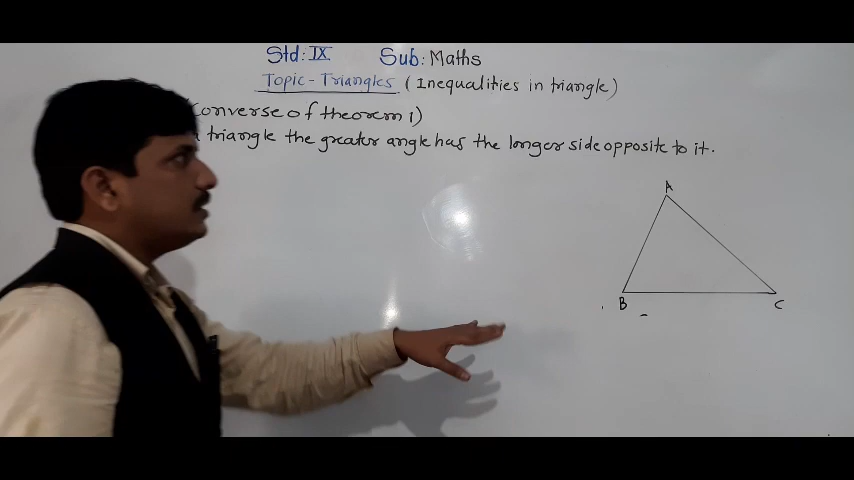 Std: IX Sub: Maths
Topic - Triangles (Inequalities in triangle)
Converse of theorem 1)
triangle the greater angle has the longer side opposite to it.
A
B C